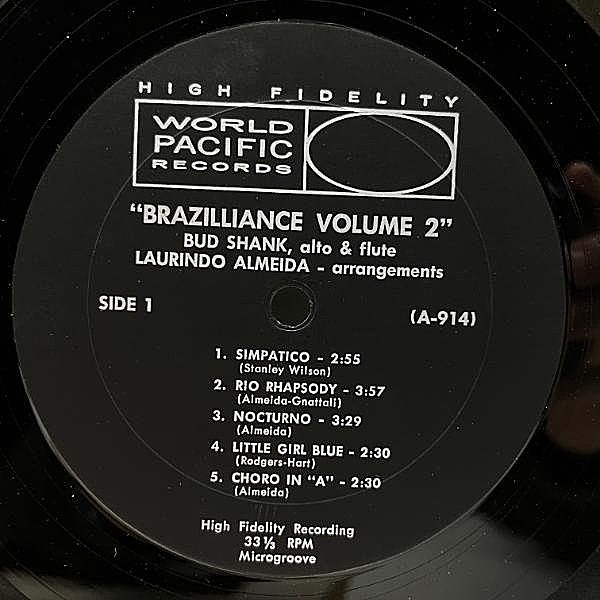 HIGH FIDELITY
WORLD
PACIFIC
RECORDS
“BRAZILLIANCE VOLUME 2”
BUD SHANK, alto & flute
LAURINDO ALMEIDA - arrangements
SIDE 1 (A-914)
1. SIMPATICO - 2:55
(Stanley Wilson)
2. RIO RHAPSODY - 3:57
(Almeida-Gnattali)
3. NOCTURNO - 3:29
(Almeida)
4. LITTLE GIRL BLUE - 2:30
(Rodgers-Hart)
5. CHORO IN “A” - 2:30
(Almeida)
High Fidelity Recording
33⅓ RPM
Microgroove